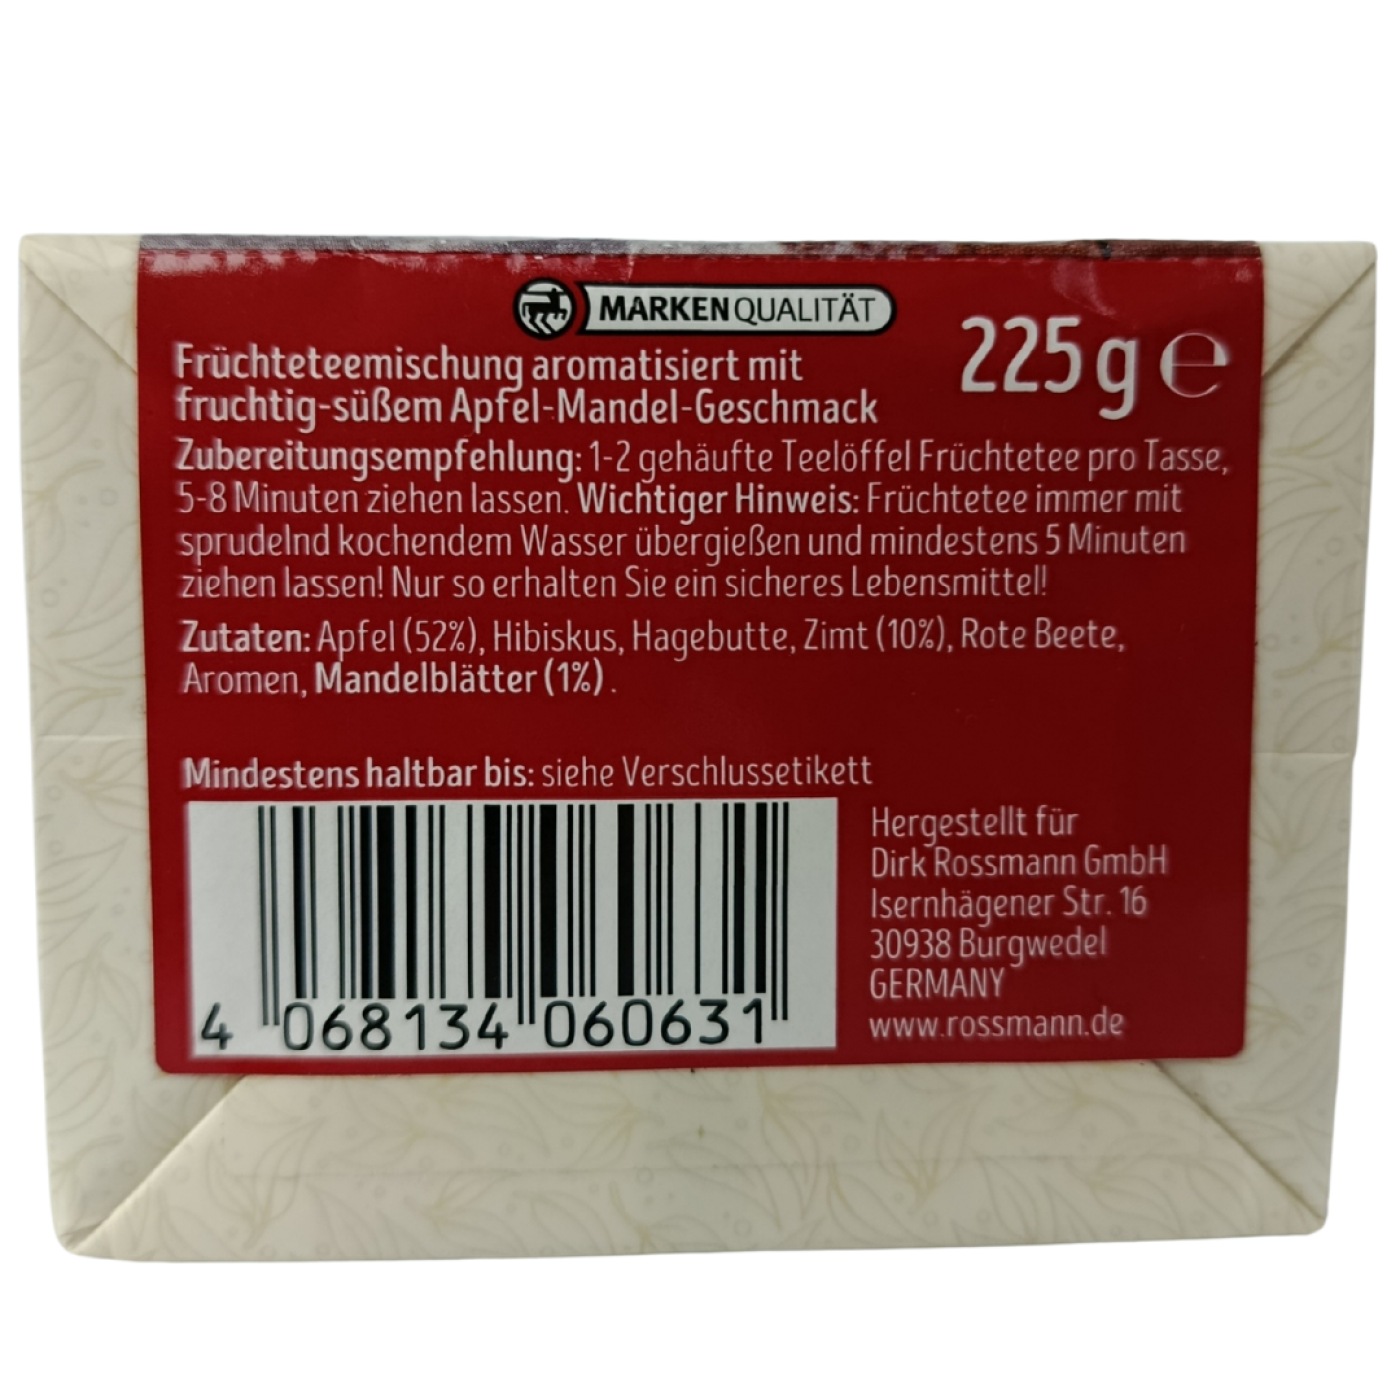 MARKENQUALITÄT
225 g ℮
Früchteteemischung aromatisiert mit
fruchtig-süßem Apfel-Mandel-Geschmack
Zubereitungsempfehlung: 1-2 gehäufte Teelöffel Früchtetee pro Tasse,
5-8 Minuten ziehen lassen. Wichtiger Hinweis: Früchtetee immer mit
sprudelnd kochendem Wasser übergießen und mindestens 5 Minuten
ziehen lassen! Nur so erhalten Sie ein sicheres Lebensmittel!
Zutaten: Apfel (52%), Hibiskus, Hagebutte, Zimt (10%), Rote Beete,
Aromen, Mandelblätter (1%) .
Mindestens haltbar bis: siehe Verschlussetikett
4 068134 060631
Hergestellt für
Dirk Rossmann GmbH
Isernhägener Str. 16
30938 Burgwedel
GERMANY
www.rossmann.de